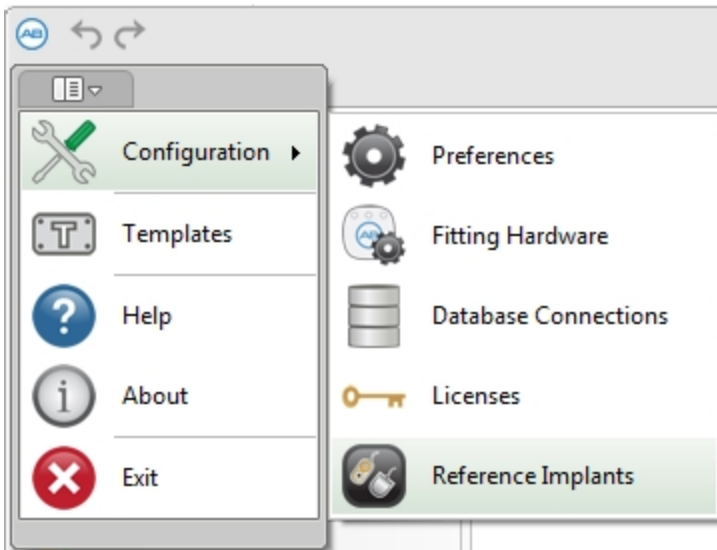 AB
Configuration
Preferences
Templates
Fitting Hardware
Help
Database Connections
About
Licenses
Exit
Reference Implants